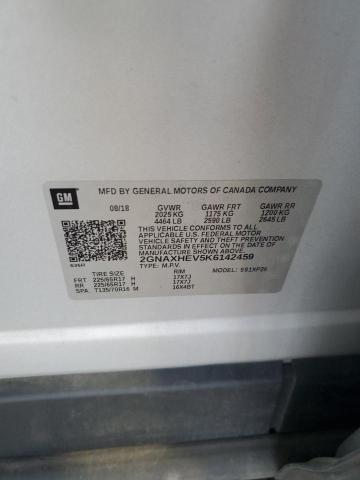 GM
MFD BY GENERAL MOTORS OF CANADA COMPANY
08/18 GVWR GAWR FRT GAWR RR
2025 KG 1175 KG 1200 KG
4464 LB 2590 LB 2645 LB
THIS VEHICLE CONFORMS TO ALL APPLICABLE
U.S. FEDERAL MOTOR VEHICLE SAFETY AND
THEFT PREVENTION STANDARDS IN EFFECT ON
THE DATE OF MANUFACTURE SHOWN ABOVE.
2GNAXHEV5K6142459
TYPE: M.P.V. MODEL:
TIRE SIZE RIM
FRT 225/65R17 H 17X7J
RR 225/65R17 H 17X7J
SPA T135/70R16 M 16X4BT